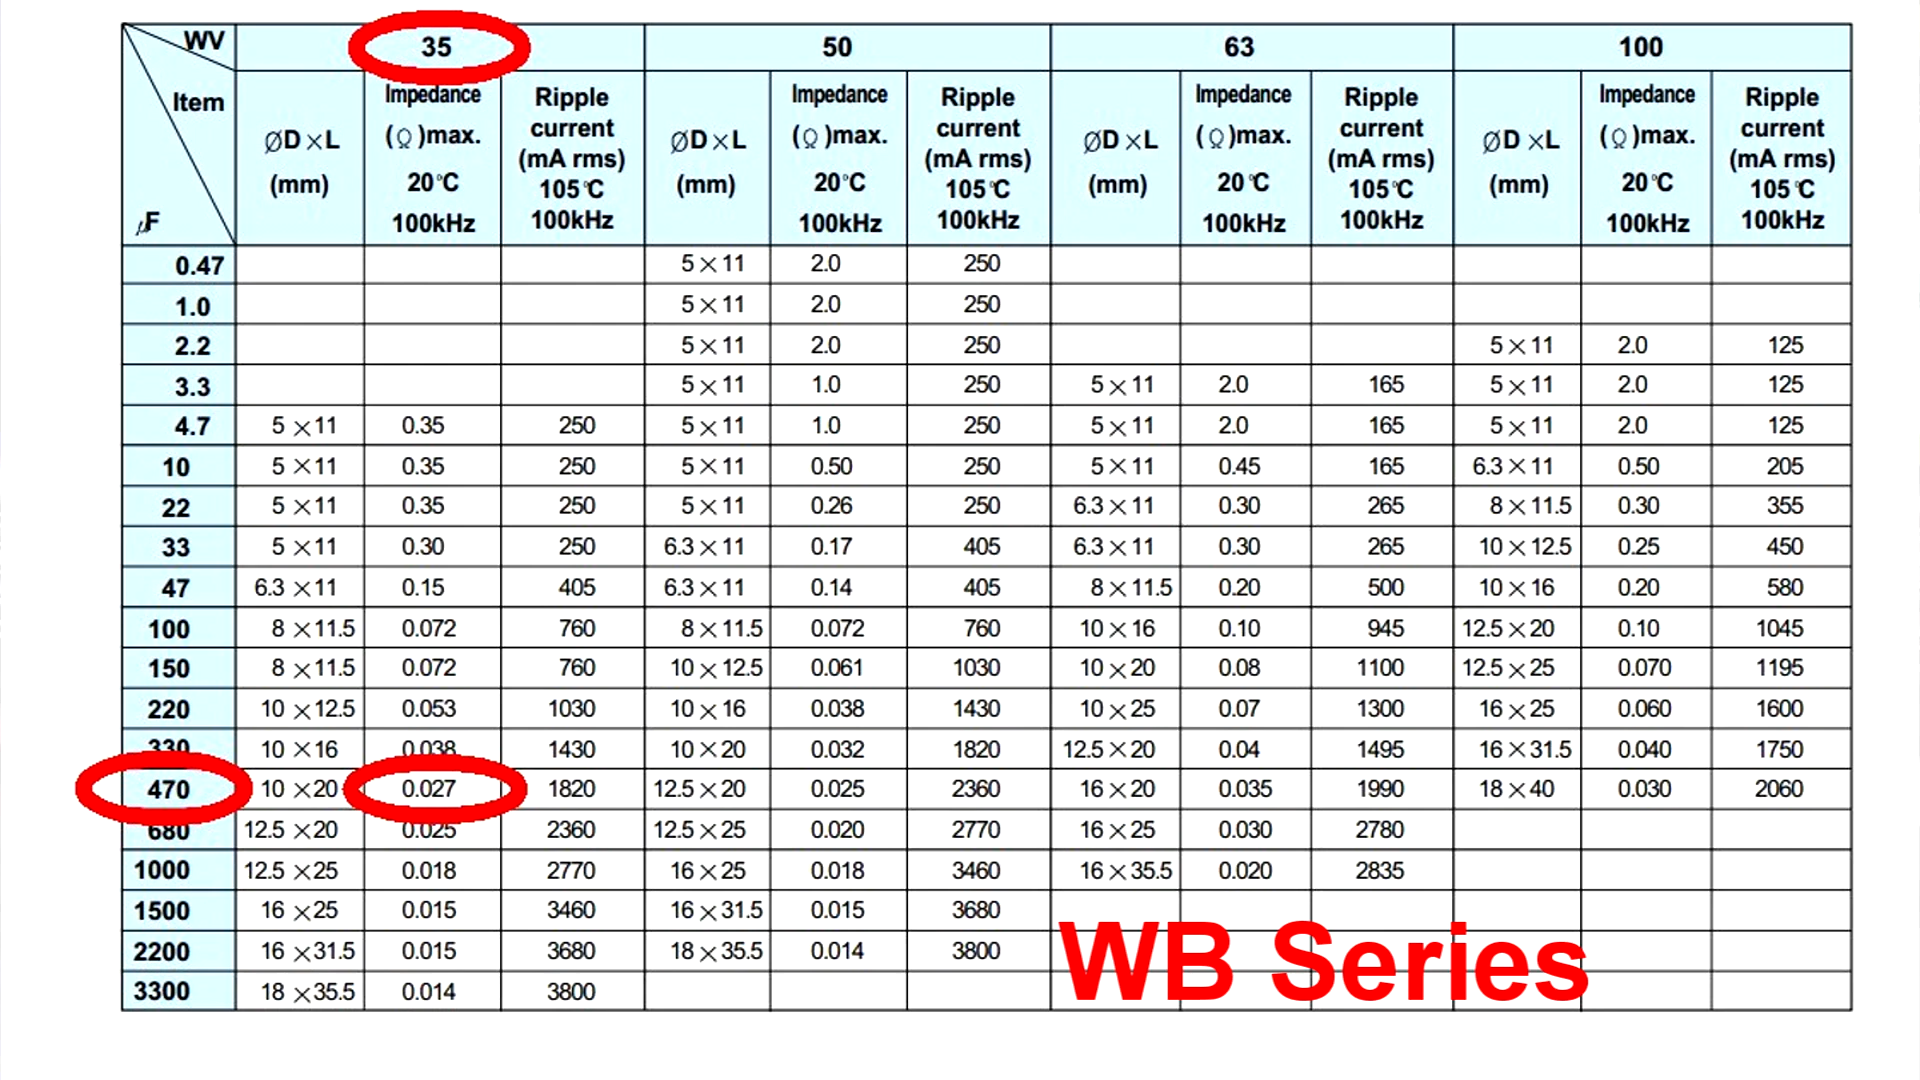 WV 35 50 63 100
Item
μF
ØD×L (mm) Impedance (Ω)max. 20°C 100kHz Ripple current (mA rms) 105°C 100kHz ØD×L (mm) Impedance (Ω)max. 20°C 100kHz Ripple current (mA rms) 105°C 100kHz ØD×L (mm) Impedance (Ω)max. 20°C 100kHz Ripple current (mA rms) 105°C 100kHz ØD×L (mm) Impedance (Ω)max. 20°C 100kHz Ripple current (mA rms) 105°C 100kHz
0.47 5×11 2.0 250
1.0 5×11 2.0 250
2.2 5×11 2.0 250 5×11 2.0 125
3.3 5×11 1.0 250 5×11 2.0 165 5×11 2.0 125
4.7 5×11 0.35 250 5×11 1.0 250 5×11 2.0 165 5×11 2.0 125
10 5×11 0.35 250 5×11 0.50 250 5×11 0.45 165 6.3×11 0.50 205
22 5×11 0.35 250 5×11 0.26 250 6.3×11 0.30 265 8×11.5 0.30 355
33 5×11 0.30 250 6.3×11 0.17 405 6.3×11 0.30 265 10×12.5 0.25 450
47 6.3×11 0.15 405 6.3×11 0.14 405 8×11.5 0.20 500 10×16 0.20 580
100 8×11.5 0.072 760 8×11.5 0.072 760 10×16 0.10 945 12.5×20 0.10 1045
150 8×11.5 0.072 760 10×12.5 0.061 1030 10×20 0.08 1100 12.5×25 0.070 1195
220 10×12.5 0.053 1030 10×16 0.038 1430 10×25 0.07 1300 16×25 0.060 1600
330 10×16 0.038 1430 10×20 0.032 1820 12.5×20 0.04 1495 16×31.5 0.040 1750
470 10×20 0.027 1820 12.5×20 0.025 2360 16×20 0.035 1990 18×40 0.030 2060
680 12.5×20 0.025 2360 12.5×25 0.020 2770 16×25 0.030 2780
1000 12.5×25 0.018 2770 16×25 0.018 3460 16×35.5 0.020 2835
1500 16×25 0.015 3460 16×31.5 0.015 3680
2200 16×31.5 0.015 3680 18×35.5 0.014 3800
3300 18×35.5 0.014 3800
WB Series